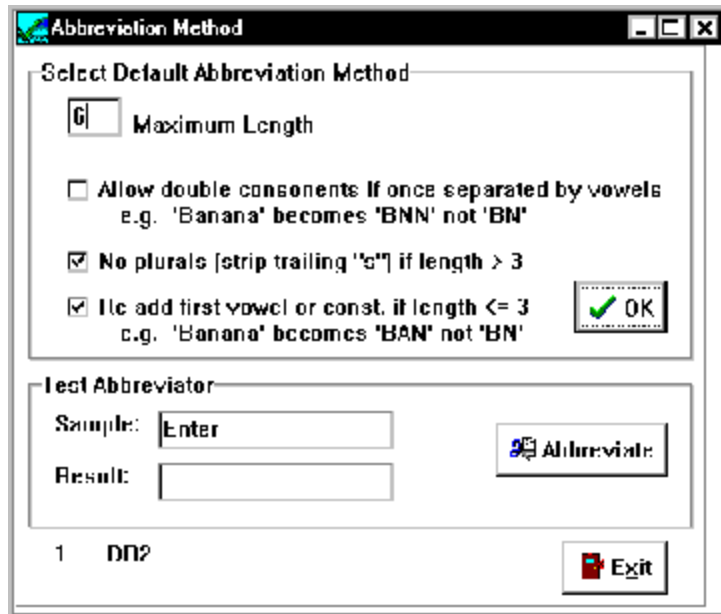 Abbreviation Method
Select Default Abbreviation Method
6 Maximum Length
Allow double consonents If once separated by vowels
e.g. 'Banana' becomes 'BNN' not 'BN'
No plurals [strip trailing "s"] if length > 3
add first vowel or const. if length <= 3
e.g. 'Banana' becomes 'BAN' not 'BN'
OK
Test Abbreviator
Sample: Enter
Abbreviate
Result:
1 DB2
Exit